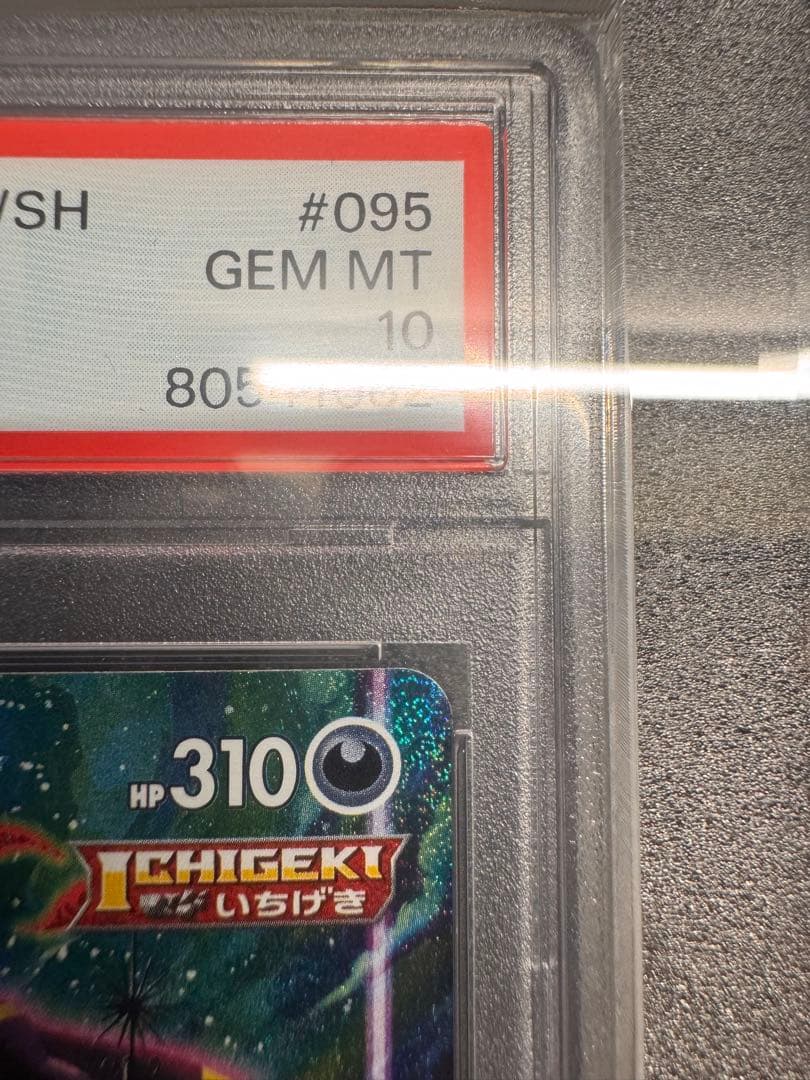 /SH
#095
GEM MT
10
HP 310
ICHIGEKI
いちげき